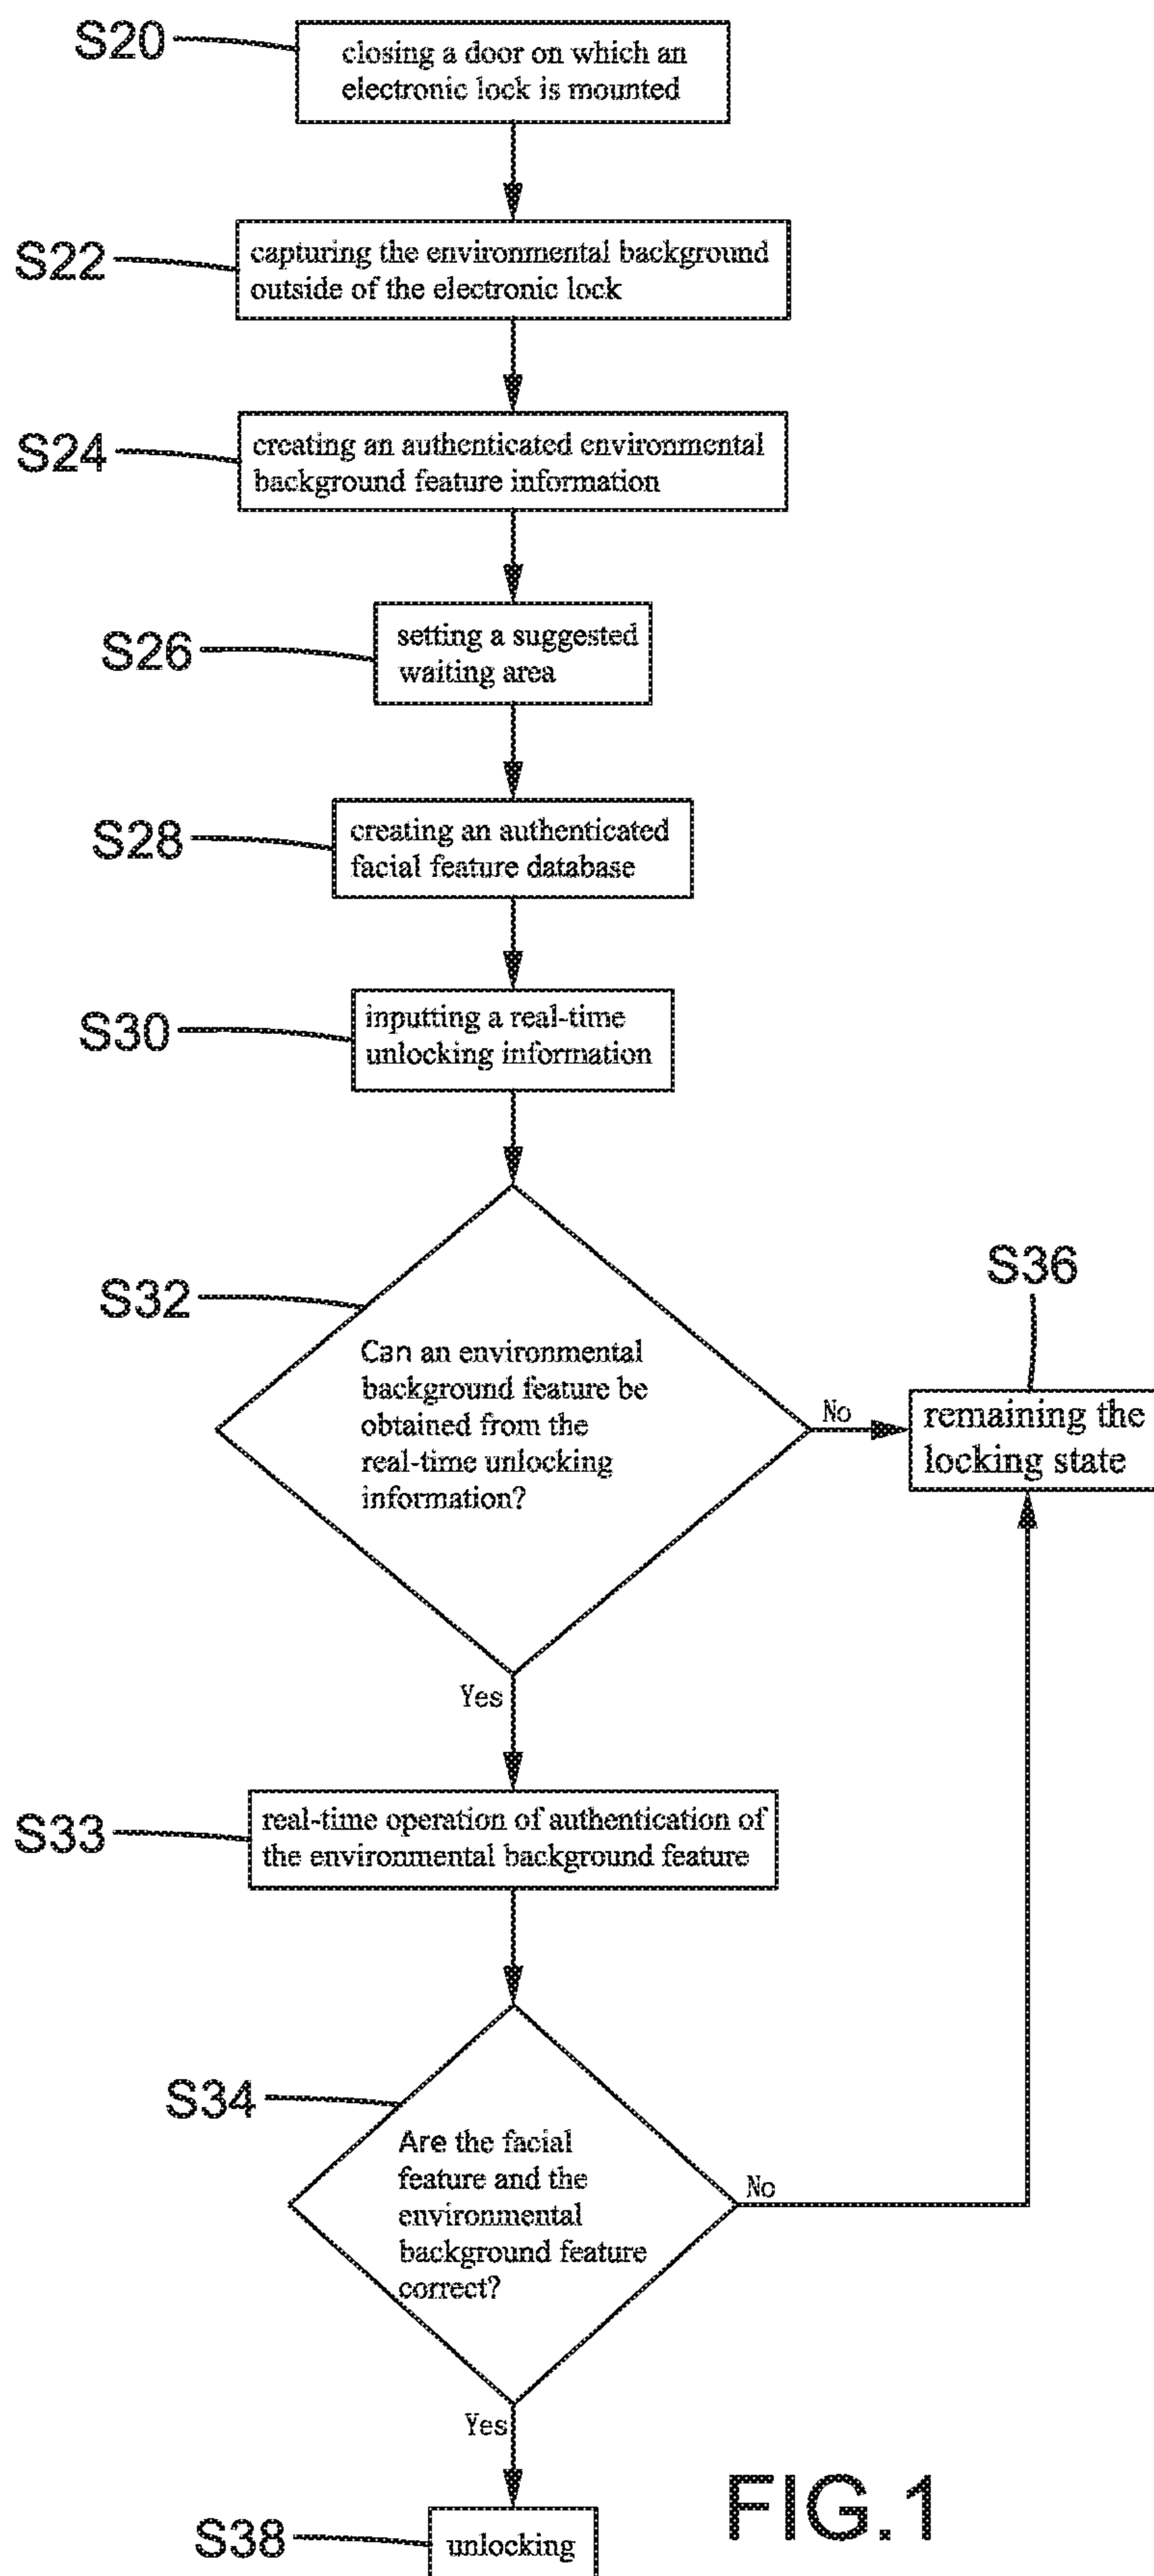 S20
closing a door on which an
electronic lock is mounted
S22
capturing the environmental background
outside of the electronic lock
S24
creating an authenticated environmental
background feature information
S26
setting a suggested
waiting area
S28
creating an authenticated
facial feature database
S30
inputting a real-time
unlocking information
S32
Can an environmental
background feature be
obtained from the
real-time unlocking
information?
No
S36
remaining the
locking state
Yes
S33
real-time operation of authentication of
the environmental background feature
S34
Are the facial
feature and the
environmental
background feature
correct?
No
Yes
S38
unlocking
FIG.1